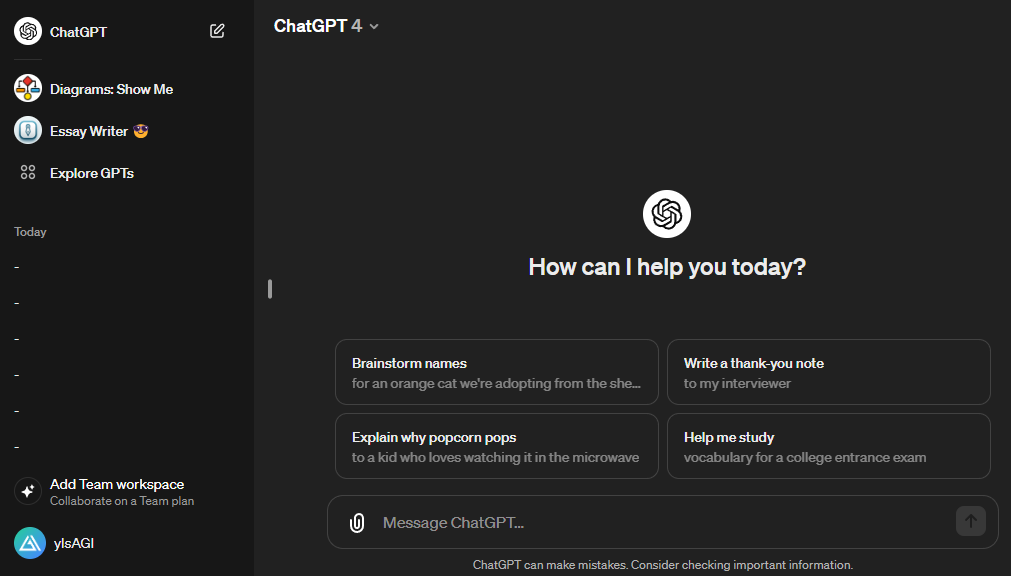 ChatGPT
Diagrams: Show Me
Essay Writer
Explore GPTs
Today
-
-
-
-
-
-
Add Team workspace
Collaborate on a Team plan
ylsAGI
ChatGPT 4
How can I help you today?
Brainstorm names
for an orange cat we're adopting from the she...
Write a thank-you note
to my interviewer
Explain why popcorn pops
to a kid who loves watching it in the microwave
Help me study
vocabulary for a college entrance exam
Message ChatGPT...
ChatGPT can make mistakes. Consider checking important information.